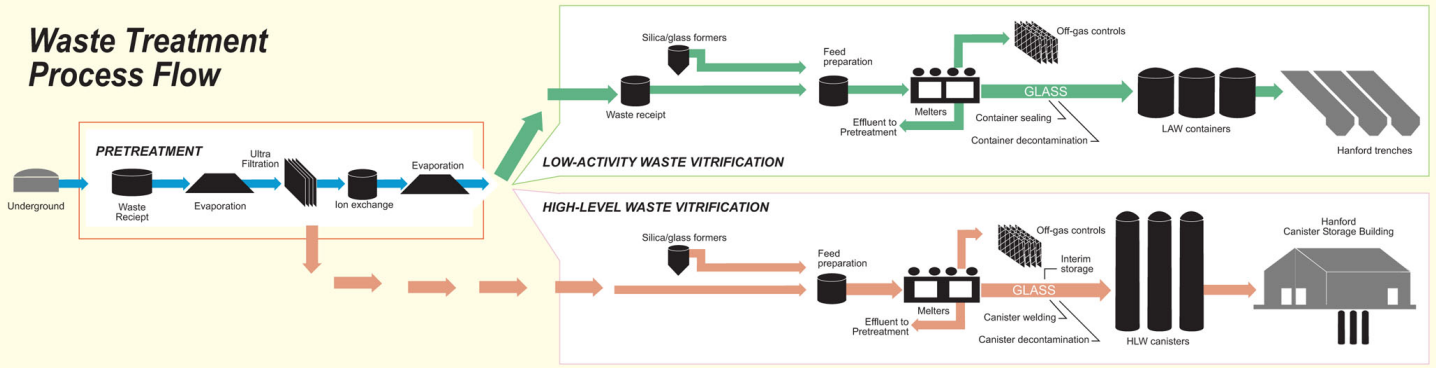 Waste Treatment
Process Flow
Underground
PRETREATMENT
Waste
Reciept
Evaporation
Ultra
Filtration
Ion exchange
Evaporation
Silica/glass formers
Waste receipt
Feed
preparation
Off-gas controls
Melters
Effluent to
Pretreatment
GLASS
Container sealing
Container decontamination
LAW containers
Hanford trenches
LOW-ACTIVITY WASTE VITRIFICATION
HIGH-LEVEL WASTE VITRIFICATION
Silica/glass formers
Feed
preparation
Off-gas controls
Melters
Effluent to
Pretreatment
Interim
storage
GLASS
Canister welding
Canister decontamination
HLW canisters
Hanford
Canister Storage Building